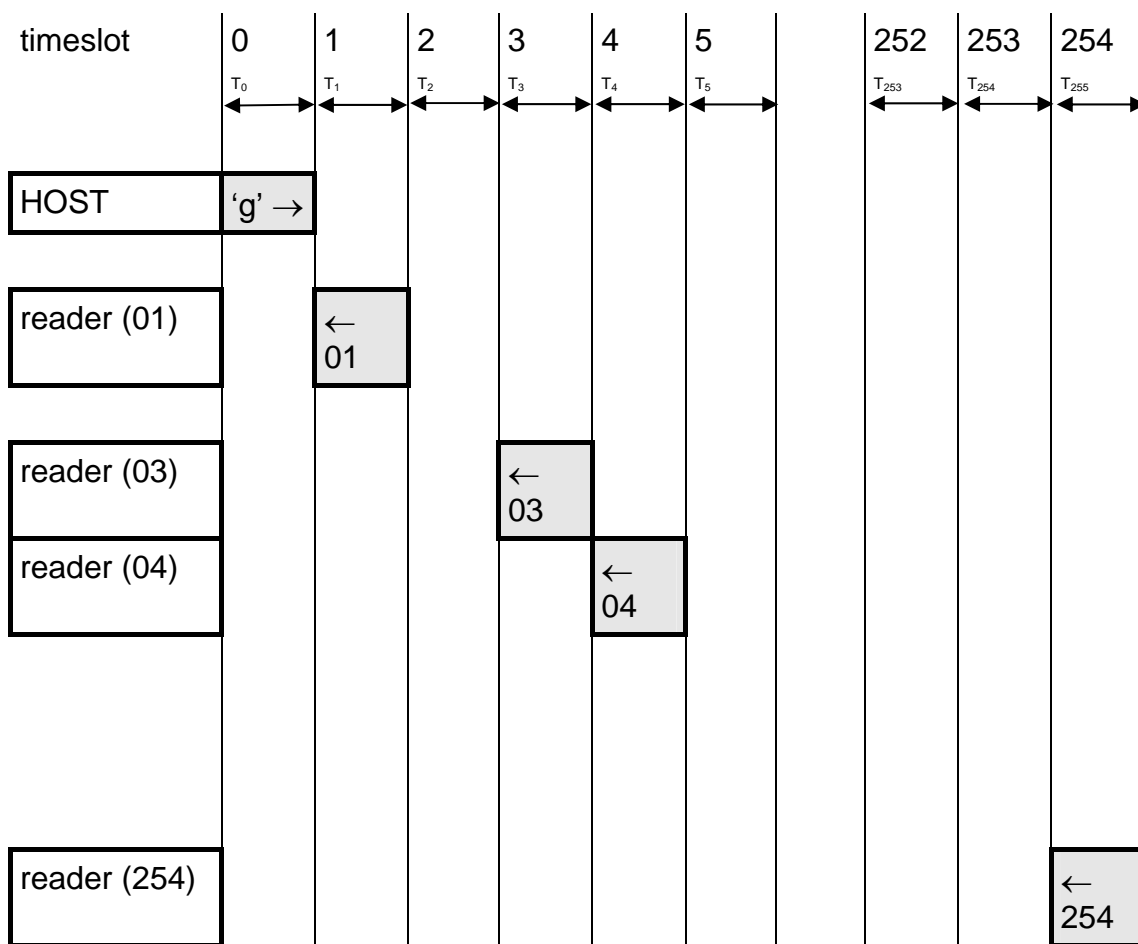 timeslot 0 1 2 3 4 5 252 253 254
T₀ T₁ T₂ T₃ T₄ T₅ T₂₅₃ T₂₅₄ T₂₅₅
HOST ‘g’ →
reader (01) ←
01
reader (03) ←
03
reader (04) ←
04
reader (254) ←
254